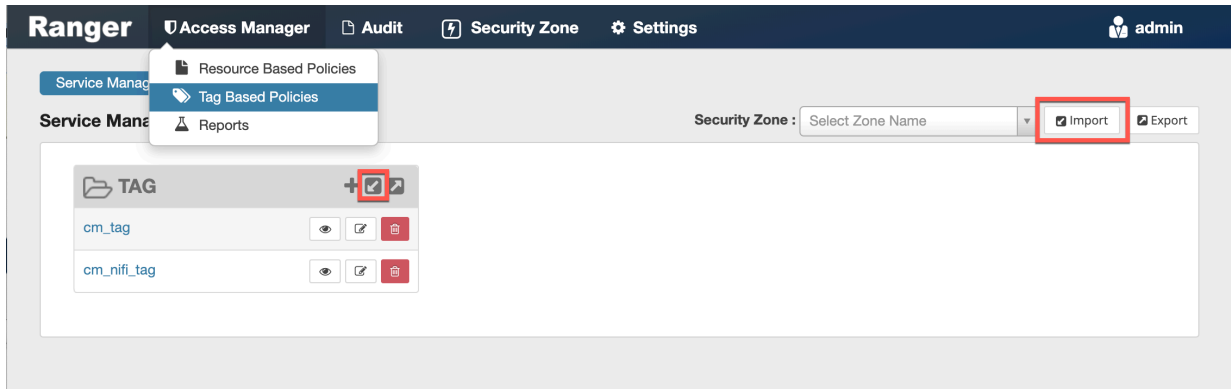 Ranger Access Manager Audit Security Zone Settings admin
Resource Based Policies
Service Manag
Tag Based Policies
Service Mana
Reports
Security Zone : Select Zone Name Import Export
TAG
cm_tag
cm_nifi_tag